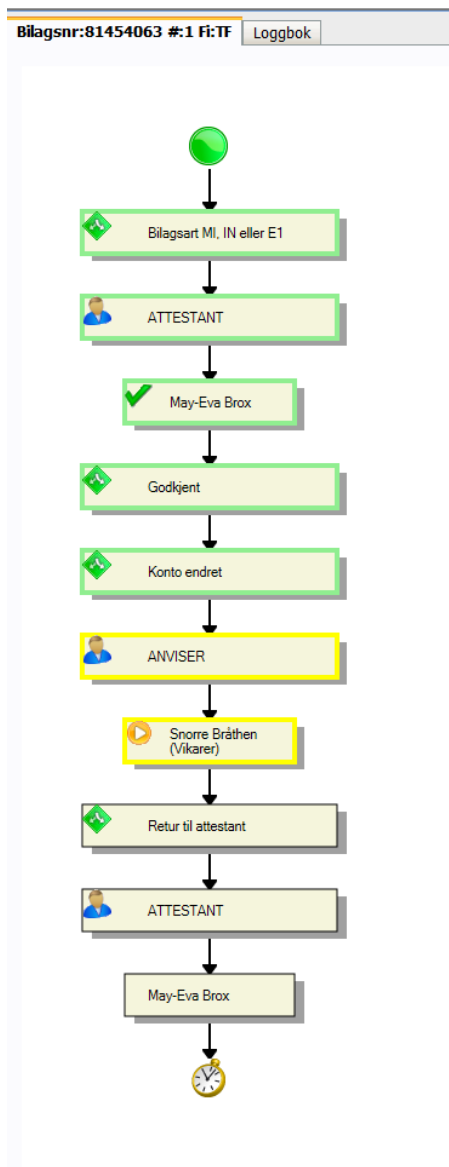 Bilagsnr:81454063 #:1 Fi:TF
Loggbok
Bilagsart MI, IN eller E1
ATTESTANT
May-Eva Brox
Godkjent
Konto endret
ANVISER
Snorre Bråthen
(Vikarer)
Retur til attestant
ATTESTANT
May-Eva Brox